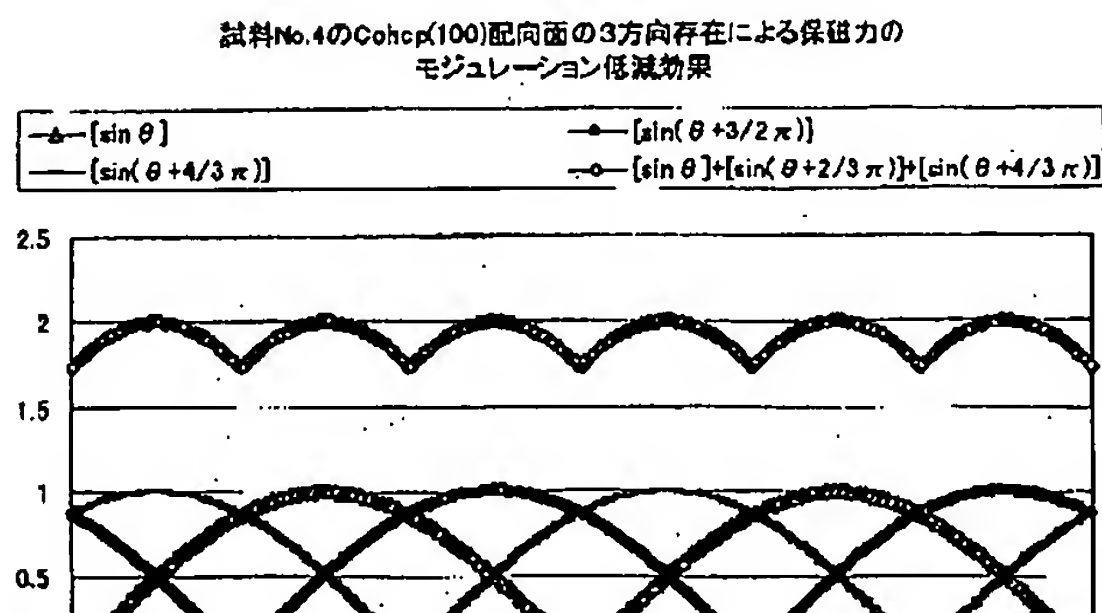 試料No.4のCohcp(100)配向面の3方向存在による保磁力の
モジュレーション低減効果
[sin θ]
[sin(θ+3/2π)]
[sin(θ+4/3π)]
[sin θ]+[sin(θ+2/3π)]+[sin(θ+4/3π)]
2.5
2
1.5
1
0.5